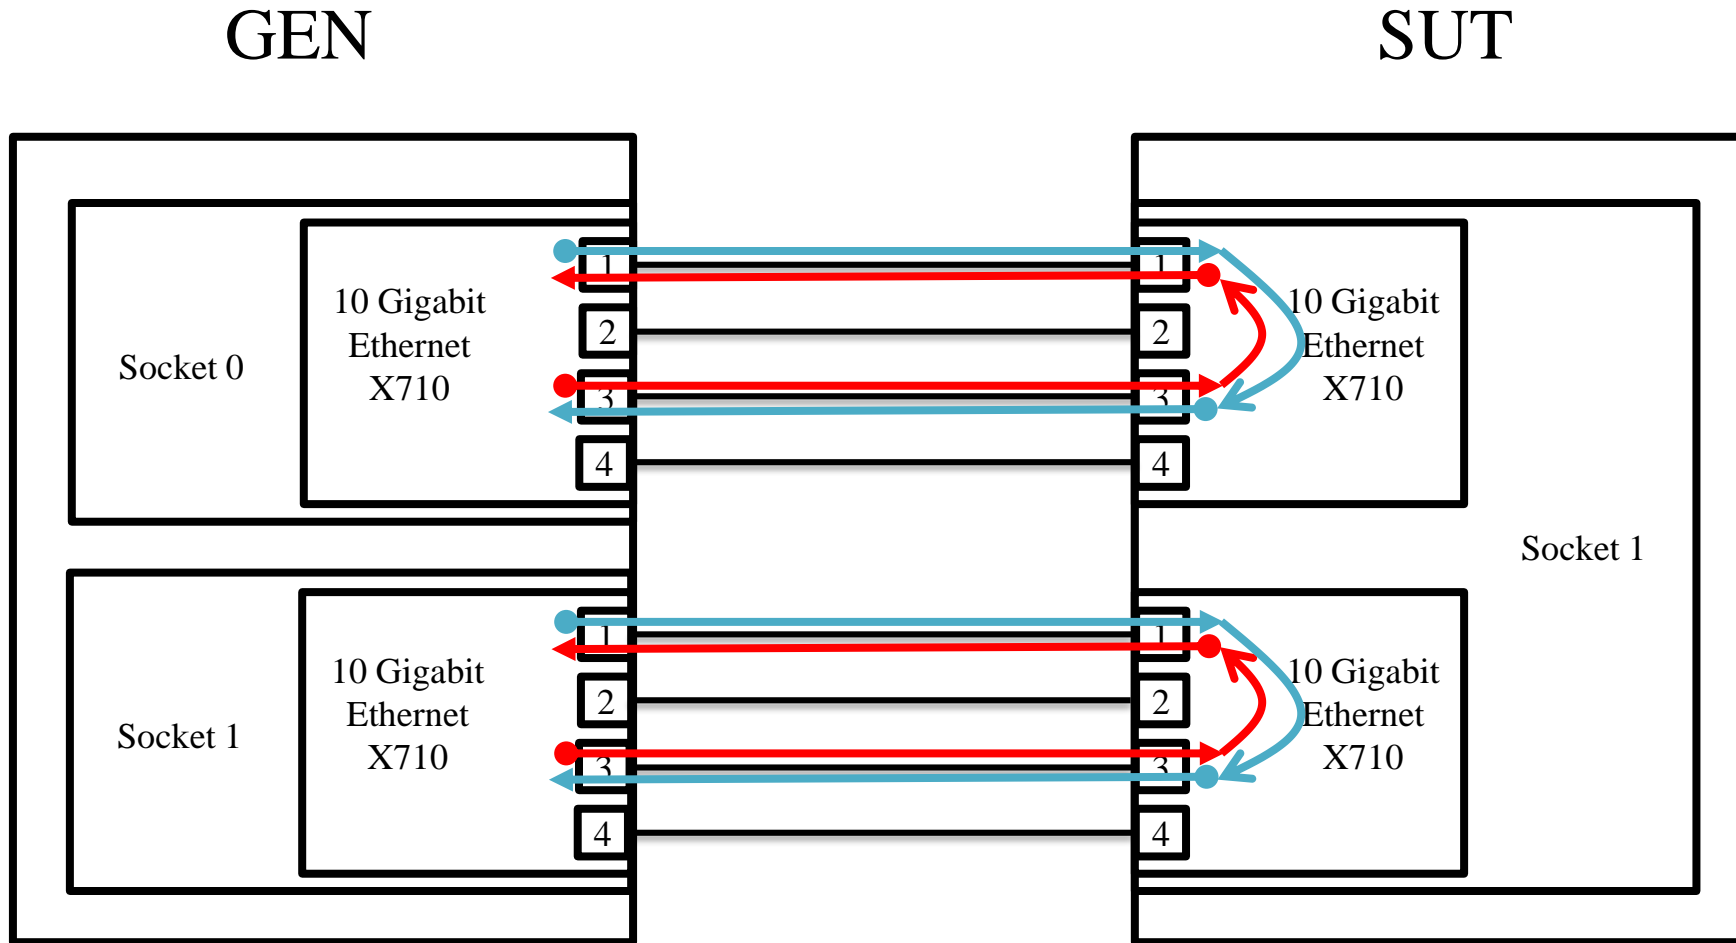 GEN
SUT
Socket 0
10 Gigabit
Ethernet
X710
1
2
3
4
1
2
3
4
10 Gigabit
Ethernet
X710
Socket 1
10 Gigabit
Ethernet
X710
1
2
3
4
1
2
3
4
10 Gigabit
Ethernet
X710
Socket 1